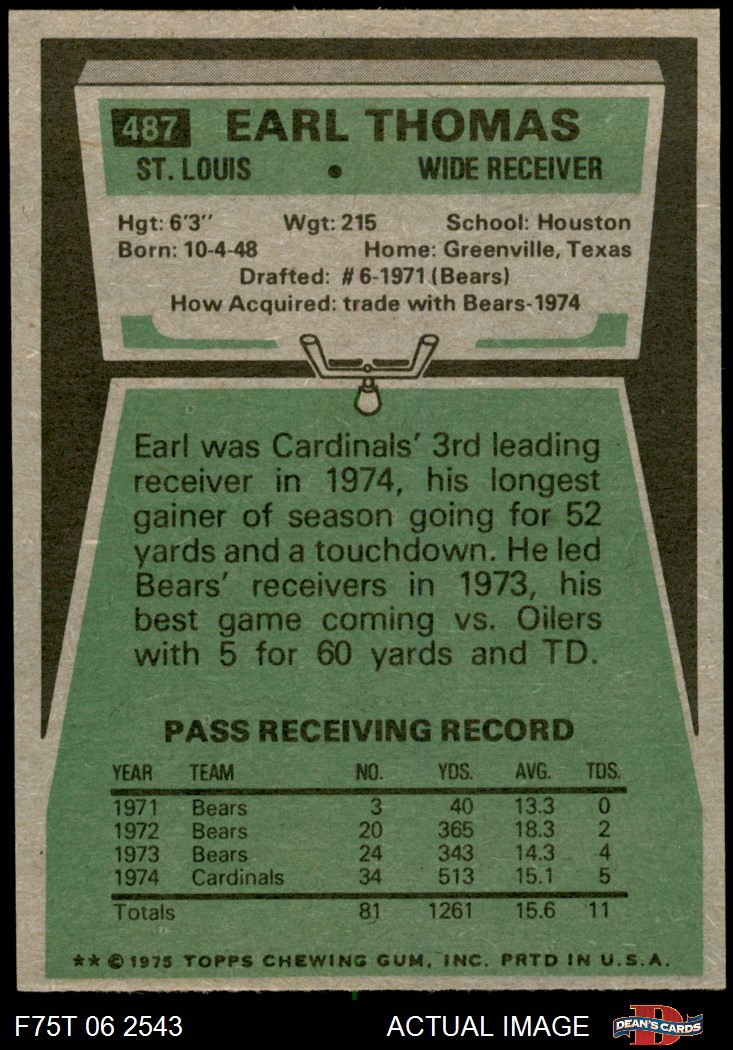 487 EARL THOMAS
ST. LOUIS • WIDE RECEIVER
Hgt: 6'3" Wgt: 215 School: Houston
Born: 10-4-48 Home: Greenville, Texas
Drafted: #6-1971 (Bears)
How Acquired: trade with Bears-1974
Earl was Cardinals' 3rd leading
receiver in 1974, his longest
gainer of season going for 52
yards and a touchdown. He led
Bears' receivers in 1973, his
best game coming vs. Oilers
with 5 for 60 yards and TD.
PASS RECEIVING RECORD
YEAR TEAM NO. YDS. AVG. TDS.
1971 Bears 3 40 13.3 0
1972 Bears 20 365 18.3 2
1973 Bears 24 343 14.3 4
1974 Cardinals 34 513 15.1 5
Totals 81 1261 15.6 11
** © 1975 TOPPS CHEWING GUM, INC. PRTD IN U.S.A.
F75T 06 2543 ACTUAL IMAGE D DEAN'S CARDS